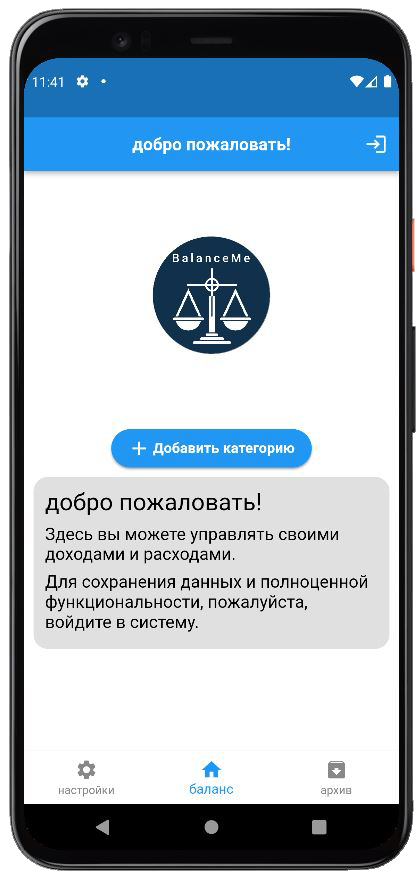 11:41
добро пожаловать!
BalanceMe
Добавить категорию
добро пожаловать!
Здесь вы можете управлять своими
доходами и расходами.
Для сохранения данных и полноценной
функциональности, пожалуйста,
войдите в систему.
настройки баланс архив